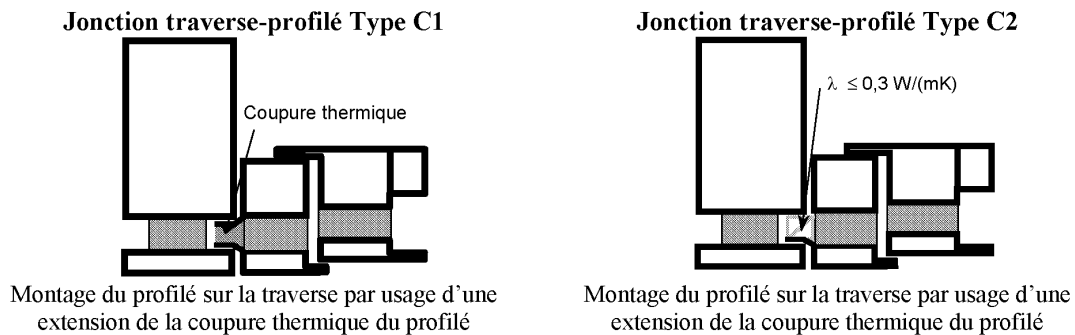 Jonction traverse-profilé Type C1
Coupure thermique
Montage du profilé sur la traverse par usage d'une
extension de la coupure thermique du profilé
Jonction traverse-profilé Type C2
λ ≤ 0,3 W/(mK)
Montage du profilé sur la traverse par usage d'une
extension de la coupure thermique du profilé